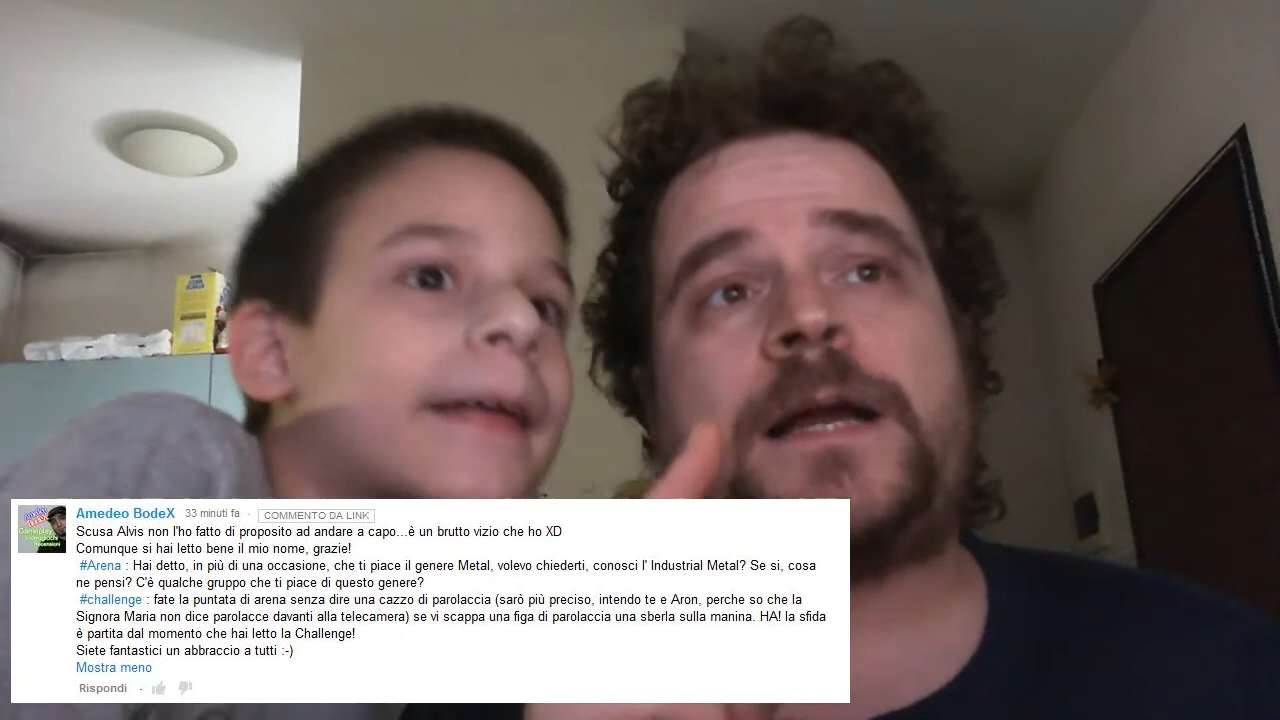 Amedeo BodeX 33 minuti fa · COMMENTO DA LINK
Scusa Alvis non l'ho fatto di proposito ad andare a capo...è un brutto vizio che ho XD
Comunque si hai letto bene il mio nome, grazie!
#Arena : Hai detto, in più di una occasione, che ti piace il genere Metal, volevo chiederti, conosci l' Industrial Metal? Se si, cosa
ne pensi? C'è qualche gruppo che ti piace di questo genere?
#challenge : fate la puntata di arena senza dire una cazzo di parolaccia (sarò più preciso, intendo te e Aron, perche so che la
Signora Maria non dice parolacce davanti alla telecamera) se vi scappa una figa di parolaccia una sberla sulla manina. HA! la sfida
è partita dal momento che hai letto la Challenge!
Siete fantastici un abbraccio a tutti :-)
Mostra meno
Rispondi ·